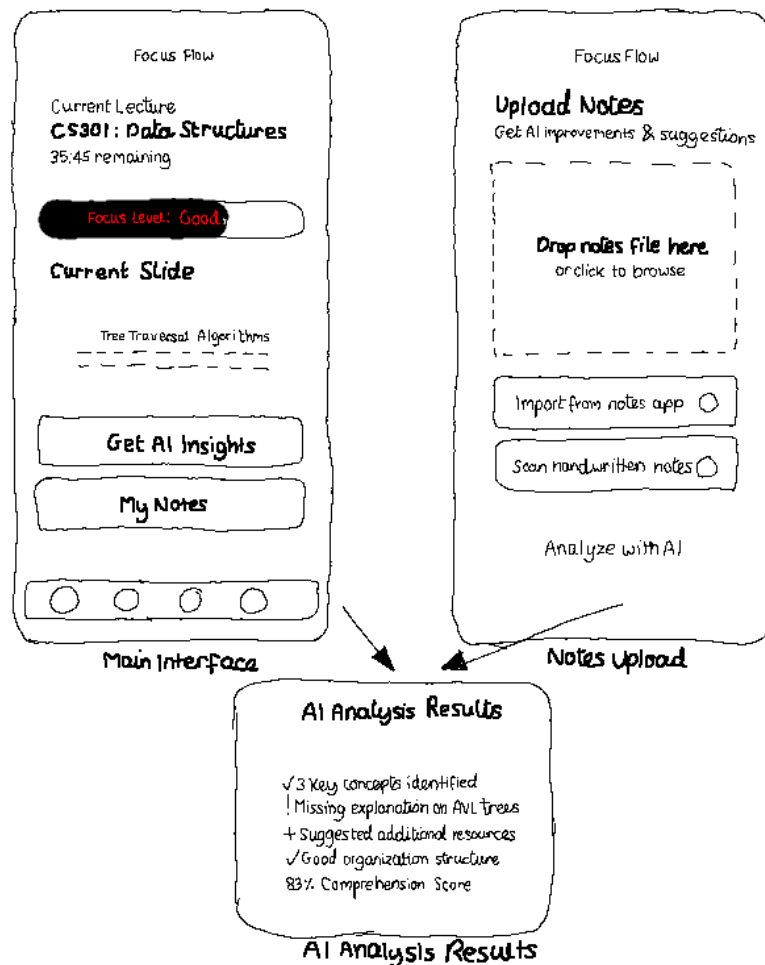 Focus Flow
Current Lecture
CS301: Data Structures
35:45 remaining
Focus Level: Good
Current Slide
Tree Traversal Algorithms
Get AI Insights
My Notes
Main Interface
Focus Flow
Upload Notes
Get AI improvements & suggestions
Drop notes file here
or click to browse
Import from notes app
Scan handwritten notes
Analyze with AI
Notes Upload
AI Analysis Results
✓3 Key concepts identified
! Missing explanation on AVL trees
+ Suggested additional resources
✓Good organization structure
83% Comprehension Score
AI Analysis Results